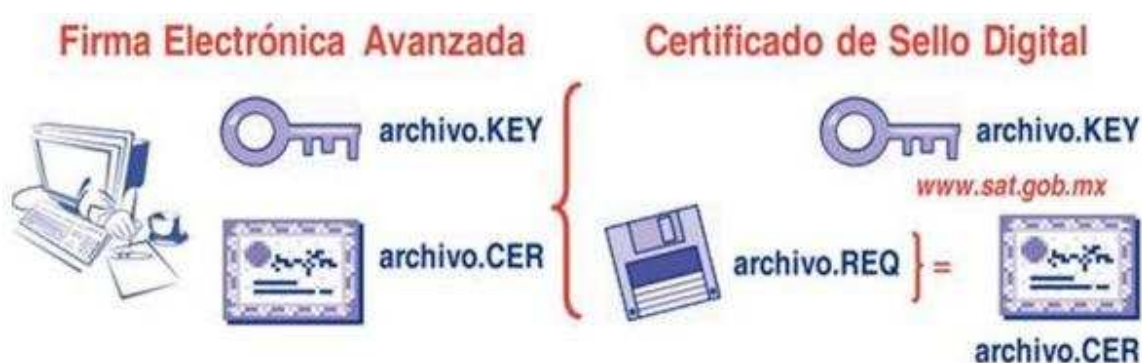 Firma Electrónica Avanzada
archivo.KEY
archivo.CER
Certificado de Sello Digital
archivo.KEY
www.sat.gob.mx
archivo.REQ } =
archivo.CER